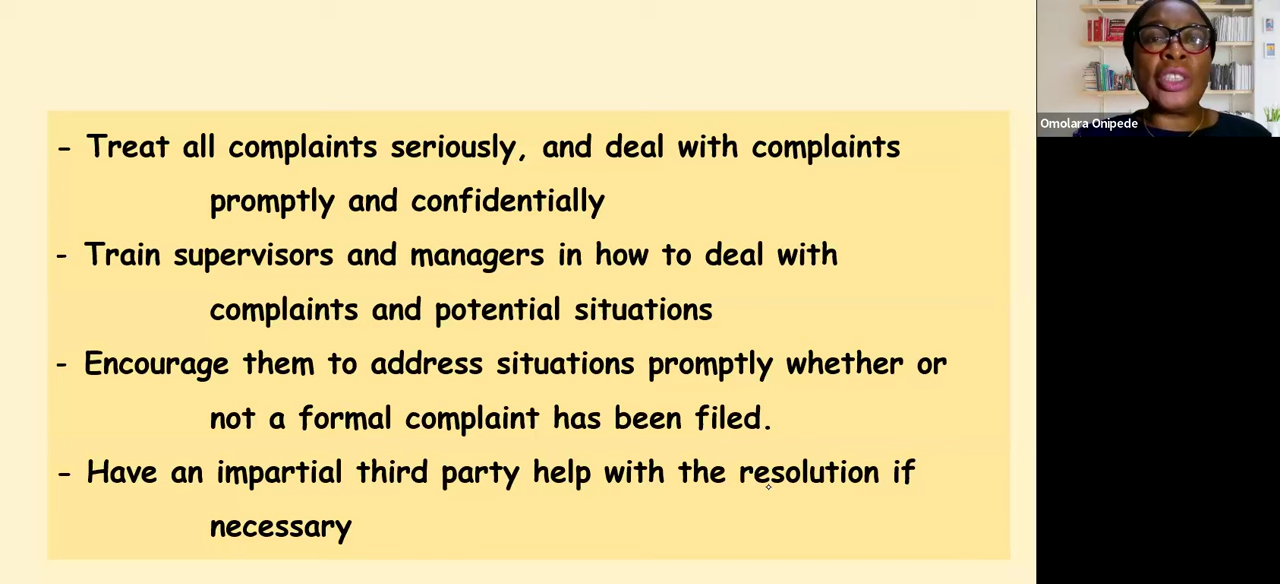 - Treat all complaints seriously, and deal with complaints
promptly and confidentially
- Train supervisors and managers in how to deal with
complaints and potential situations
- Encourage them to address situations promptly whether or
not a formal complaint has been filed.
- Have an impartial third party help with the resolution if
necessary
Omolara Onipede